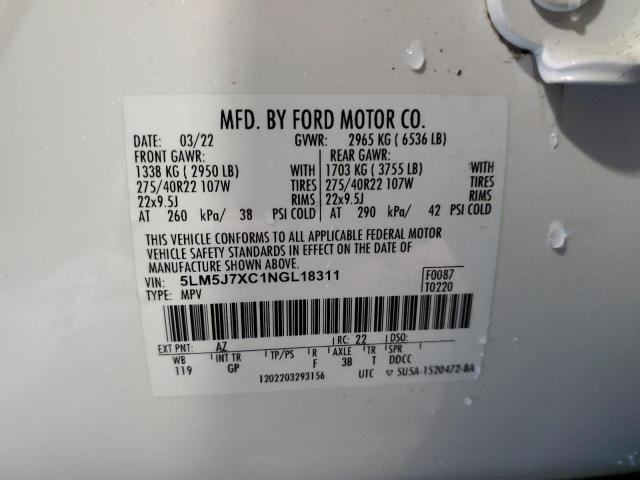 MFD. BY FORD MOTOR CO.
DATE: 03/22 GVWR: 2965 KG ( 6536 LB)
FRONT GAWR: REAR GAWR:
1338 KG ( 2950 LB) WITH 1703 KG ( 3755 LB) WITH
275/40R22 107W TIRES 275/40R22 107W TIRES
22x9.5J RIMS 22x9.5J RIMS
AT 260 kPa/ 38 PSI COLD AT 290 kPa/ 42 PSI COLD
THIS VEHICLE CONFORMS TO ALL APPLICABLE FEDERAL MOTOR
VEHICLE SAFETY STANDARDS IN EFFECT ON THE DATE OF
MANUFACTURE SHOWN ABOVE.
VIN: 5LM5J7XC1NGL18311 F0087
TYPE: MPV T0220
EXT PNT: AZ RC: 22 DSO:
WB INT TR TP/PS R AXLE TR SPR
119 GP F 3B T DDCC
1202203293156 UTC ▽ 5U5A-1520472-BA